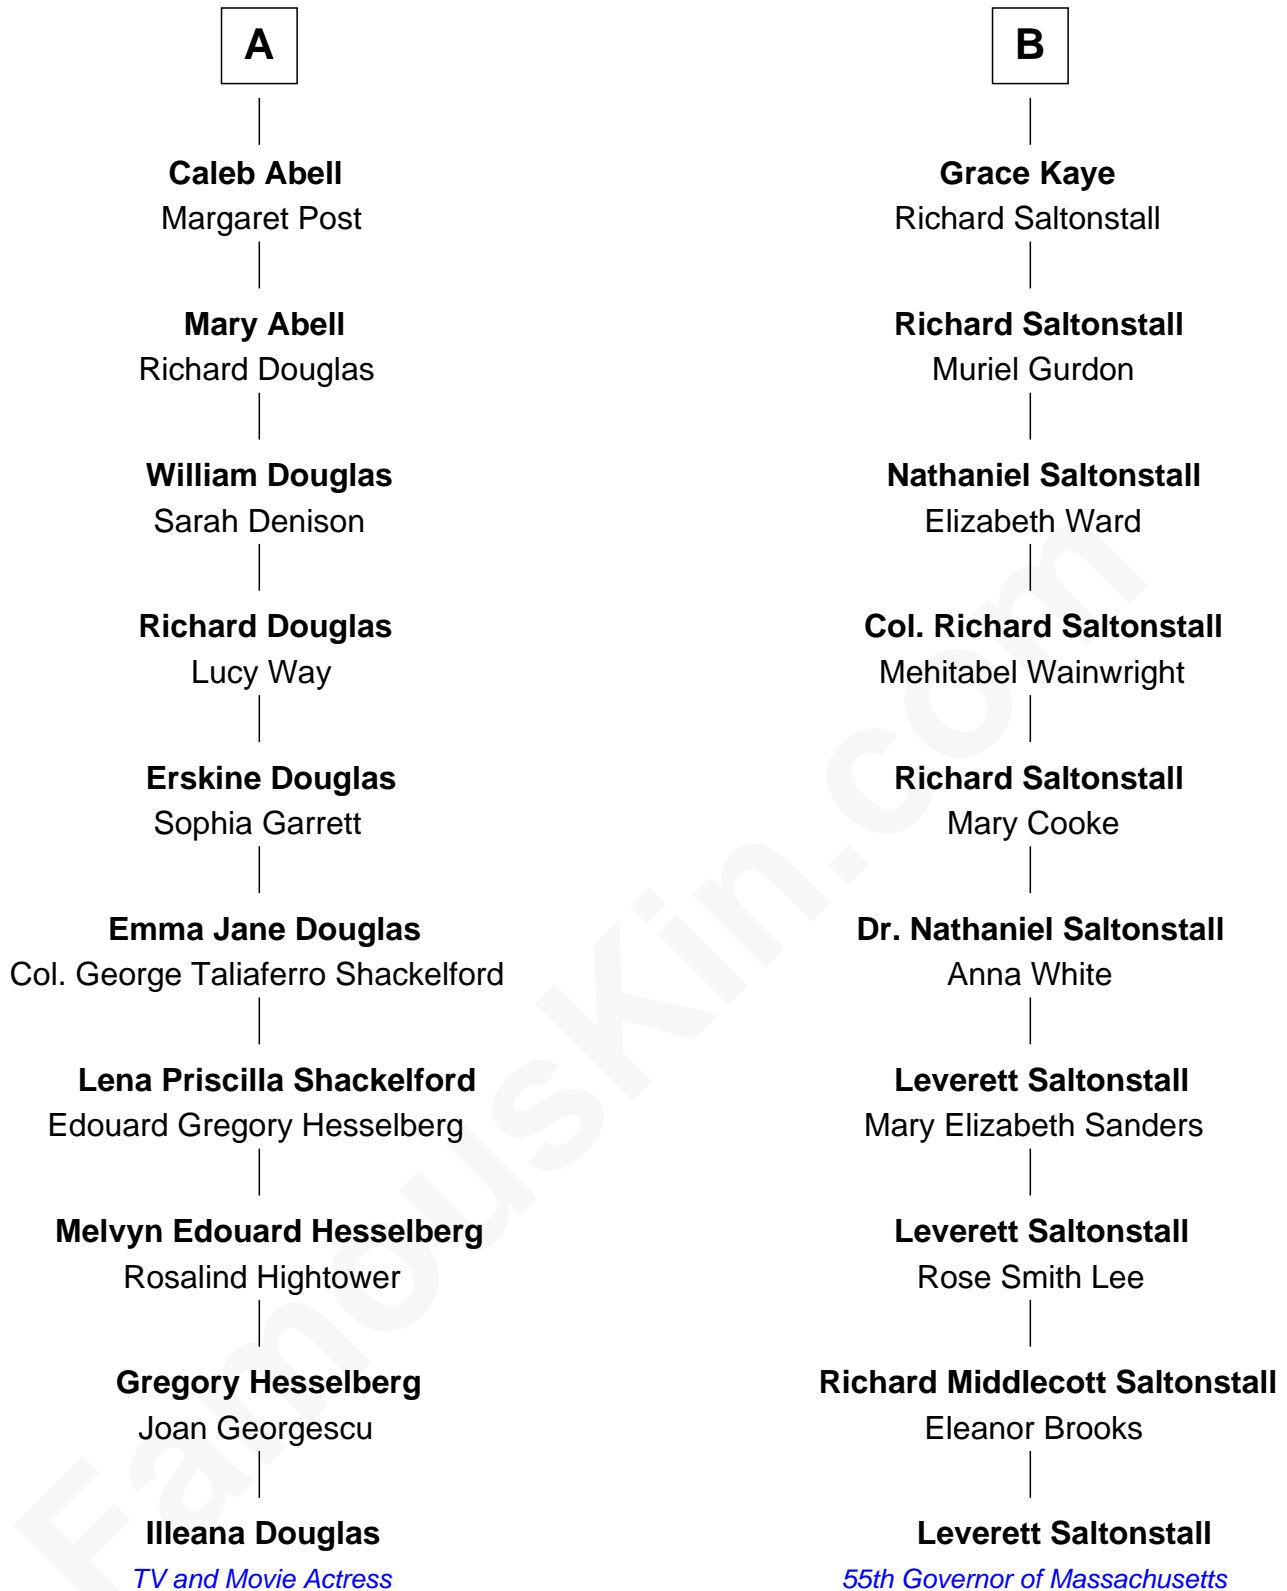 A
Caleb Abell
Margaret Post
Mary Abell
Richard Douglas
William Douglas
Sarah Denison
Richard Douglas
Lucy Way
Erskine Douglas
Sophia Garrett
Emma Jane Douglas
Col. George Taliaferro Shackelford
Lena Priscilla Shackelford
Edouard Gregory Hesselberg
Melvyn Edouard Hesselberg
Rosalind Hightower
Gregory Hesselberg
Joan Georgescu
Illeana Douglas
TV and Movie Actress
B
Grace Kaye
Richard Saltonstall
Richard Saltonstall
Muriel Gurdon
Nathaniel Saltonstall
Elizabeth Ward
Col. Richard Saltonstall
Mehitabel Wainwright
Richard Saltonstall
Mary Cooke
Dr. Nathaniel Saltonstall
Anna White
Leverett Saltonstall
Mary Elizabeth Sanders
Leverett Saltonstall
Rose Smith Lee
Richard Middlecott Saltonstall
Eleanor Brooks
Leverett Saltonstall
55th Governor of Massachusetts
FamousKin.com